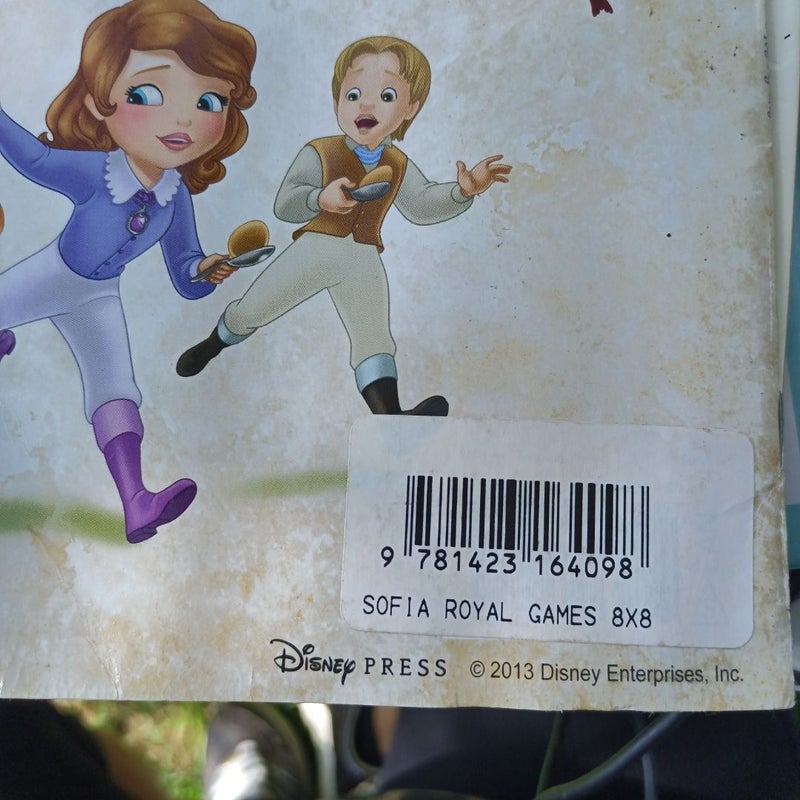 9 781423 164098
SOFIA ROYAL GAMES 8X8
Disney PRESS © 2013 Disney Enterprises, Inc.